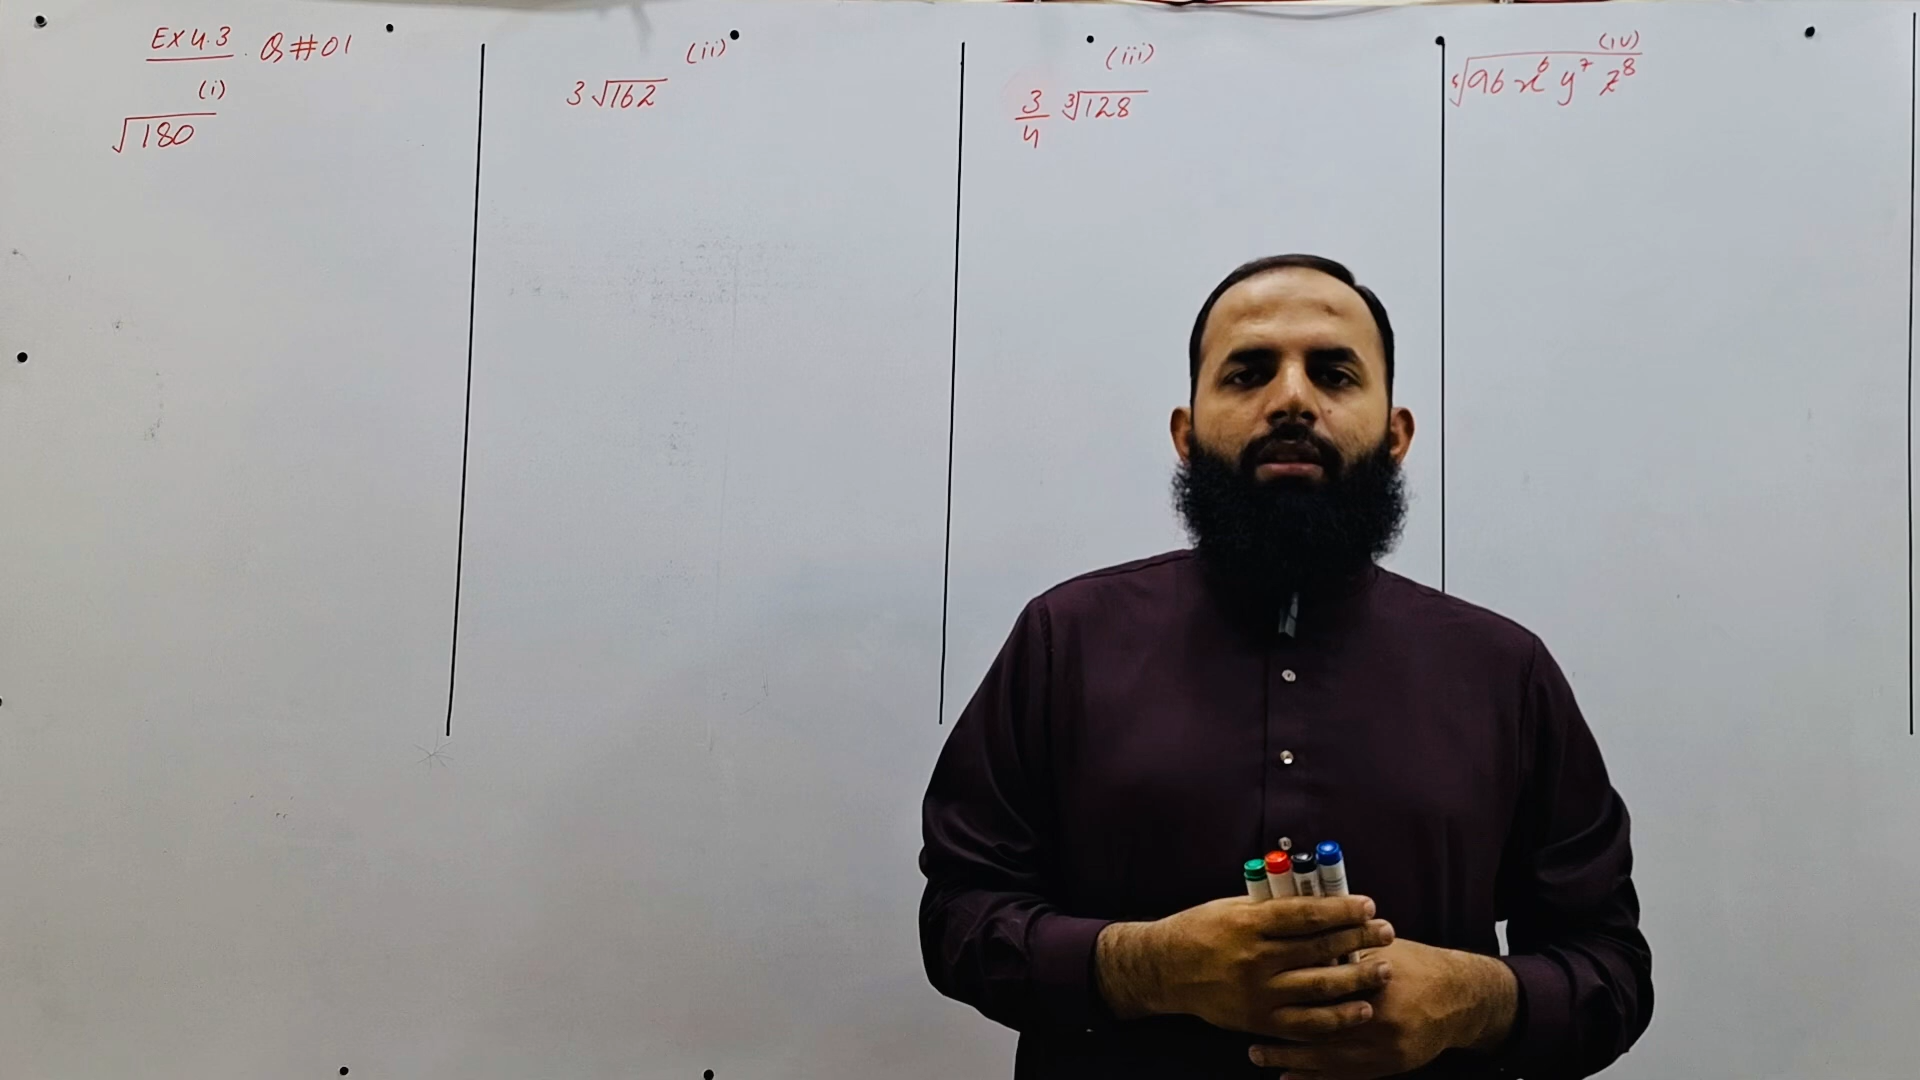 Ex 4.3 Q#01
(i)
√180
(ii)
3√162
(iii)
3/4 ∛128
(iv)
⁵√96x⁶y⁷z⁸